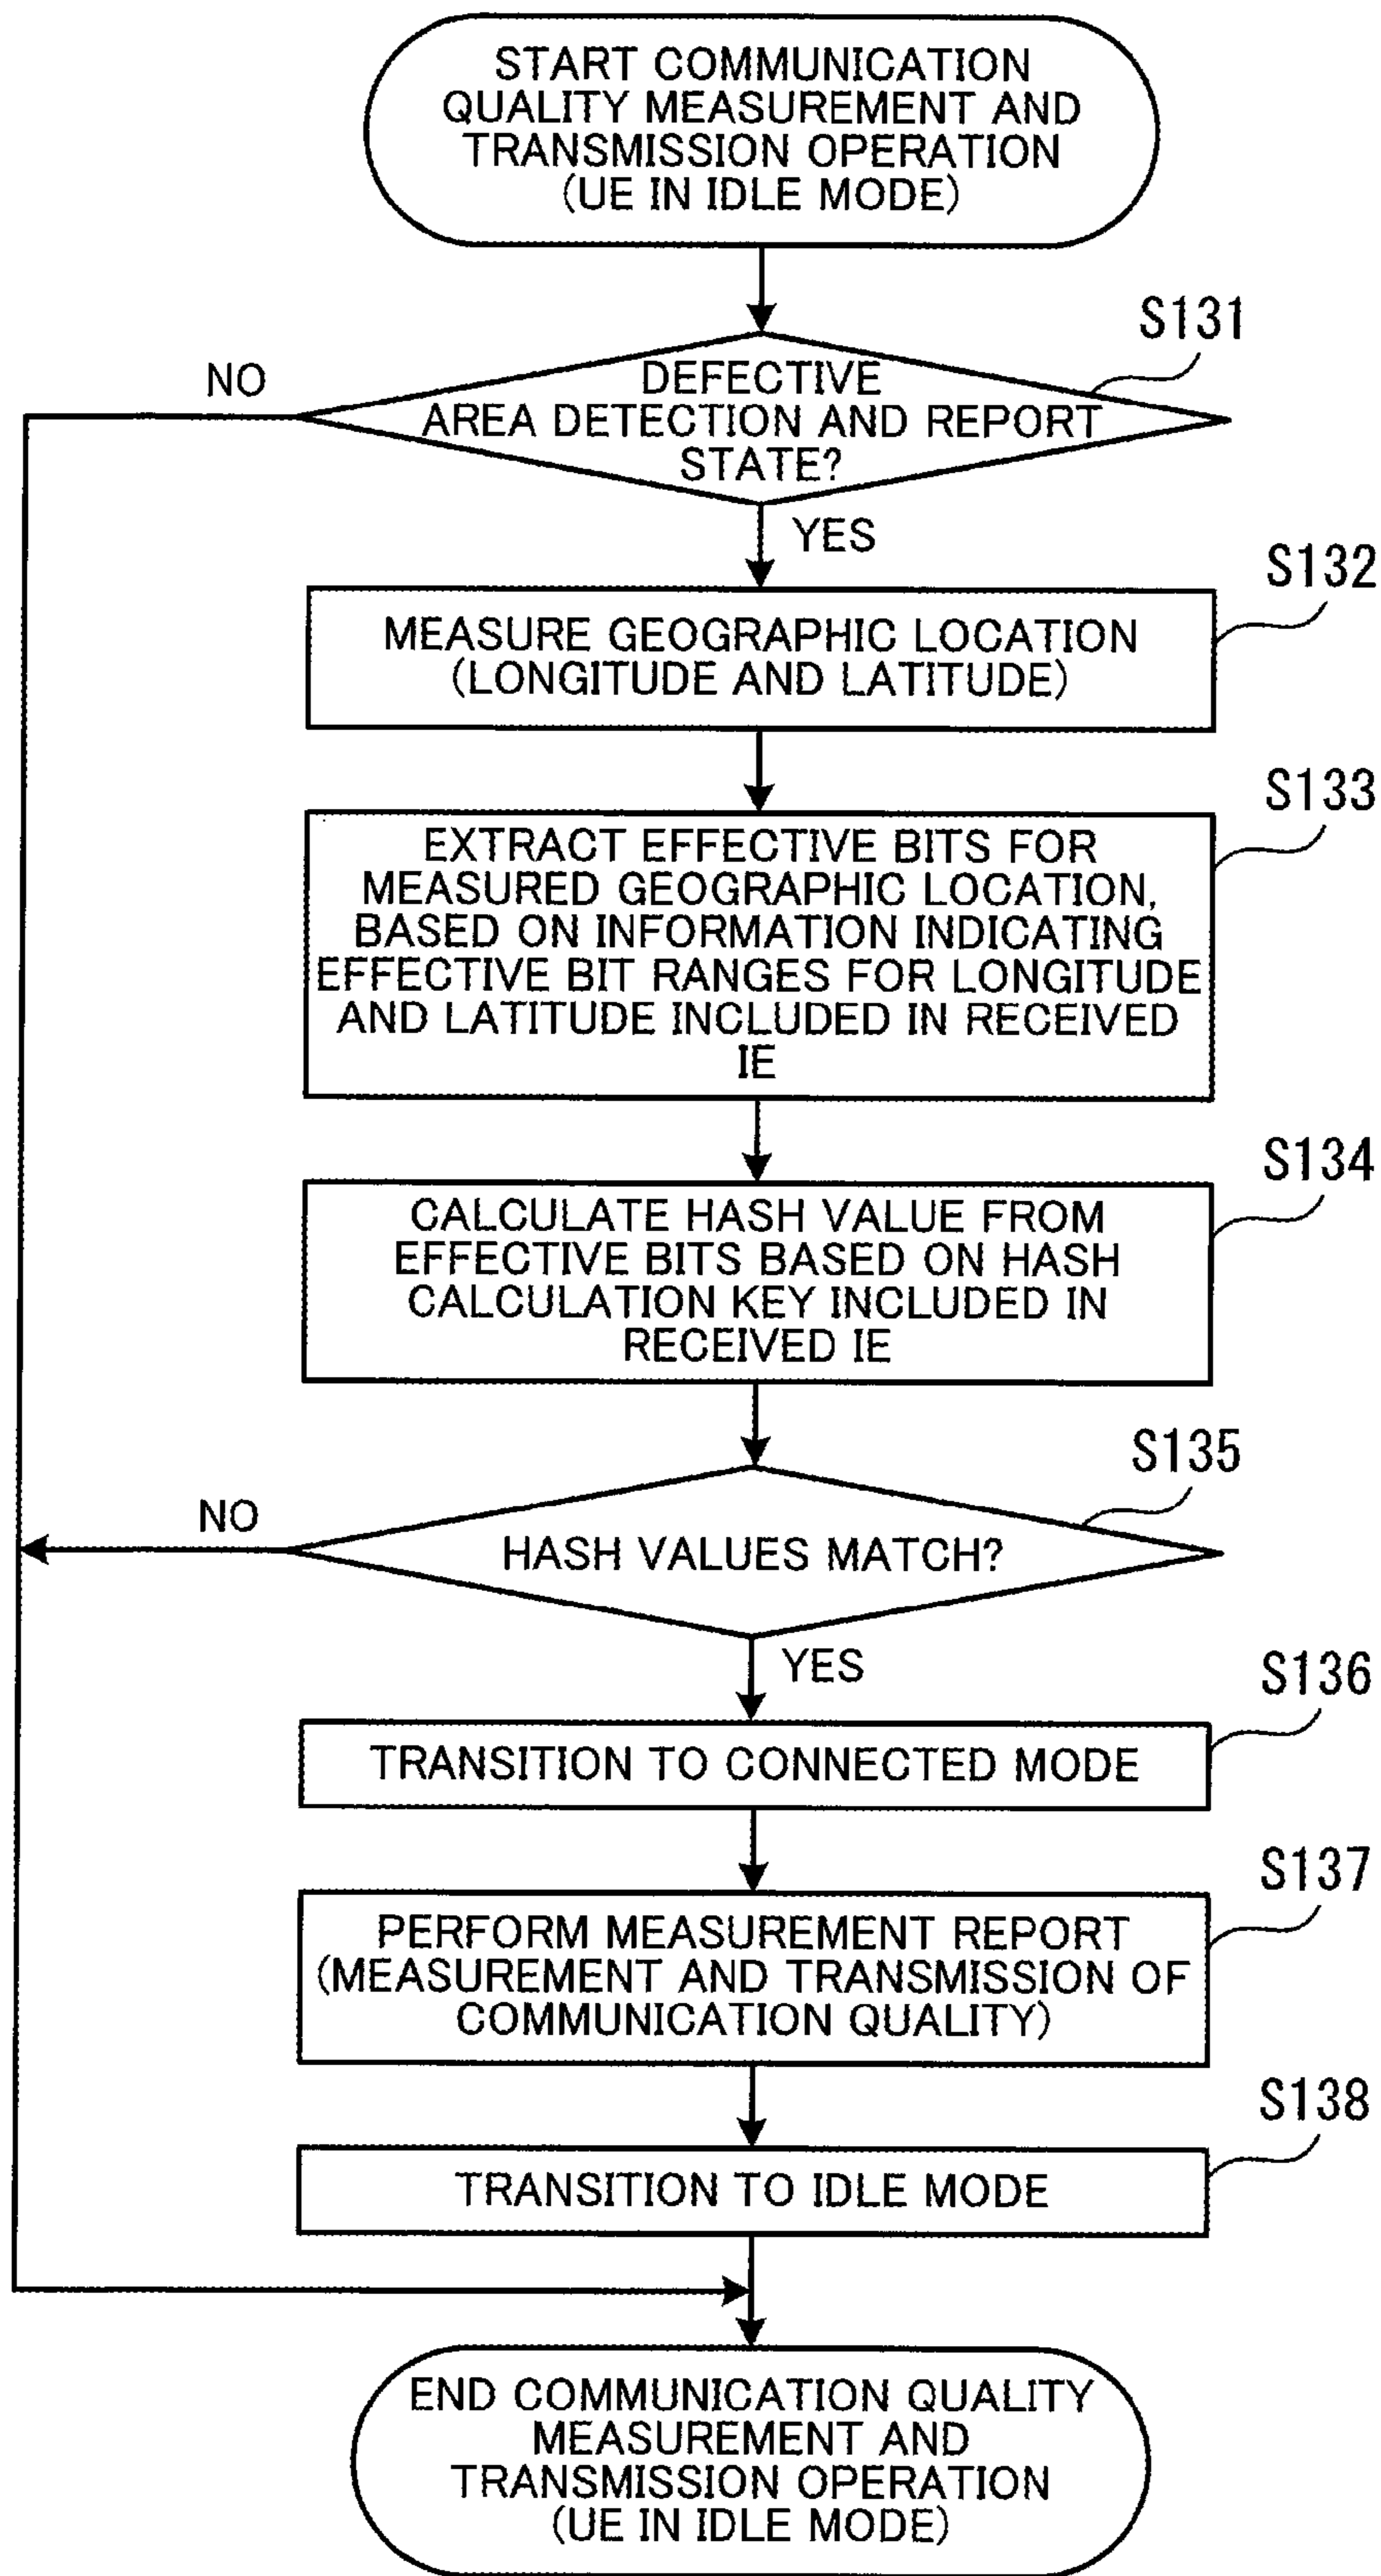 START COMMUNICATION
QUALITY MEASUREMENT AND
TRANSMISSION OPERATION
(UE IN IDLE MODE)
S131
NO
DEFECTIVE
AREA DETECTION AND REPORT
STATE?
YES
S132
MEASURE GEOGRAPHIC LOCATION
(LONGITUDE AND LATITUDE)
S133
EXTRACT EFFECTIVE BITS FOR
MEASURED GEOGRAPHIC LOCATION,
BASED ON INFORMATION INDICATING
EFFECTIVE BIT RANGES FOR LONGITUDE
AND LATITUDE INCLUDED IN RECEIVED
IE
S134
CALCULATE HASH VALUE FROM
EFFECTIVE BITS BASED ON HASH
CALCULATION KEY INCLUDED IN
RECEIVED IE
S135
NO
HASH VALUES MATCH?
YES
S136
TRANSITION TO CONNECTED MODE
S137
PERFORM MEASUREMENT REPORT
(MEASUREMENT AND TRANSMISSION OF
COMMUNICATION QUALITY)
S138
TRANSITION TO IDLE MODE
END COMMUNICATION QUALITY
MEASUREMENT AND
TRANSMISSION OPERATION
(UE IN IDLE MODE)